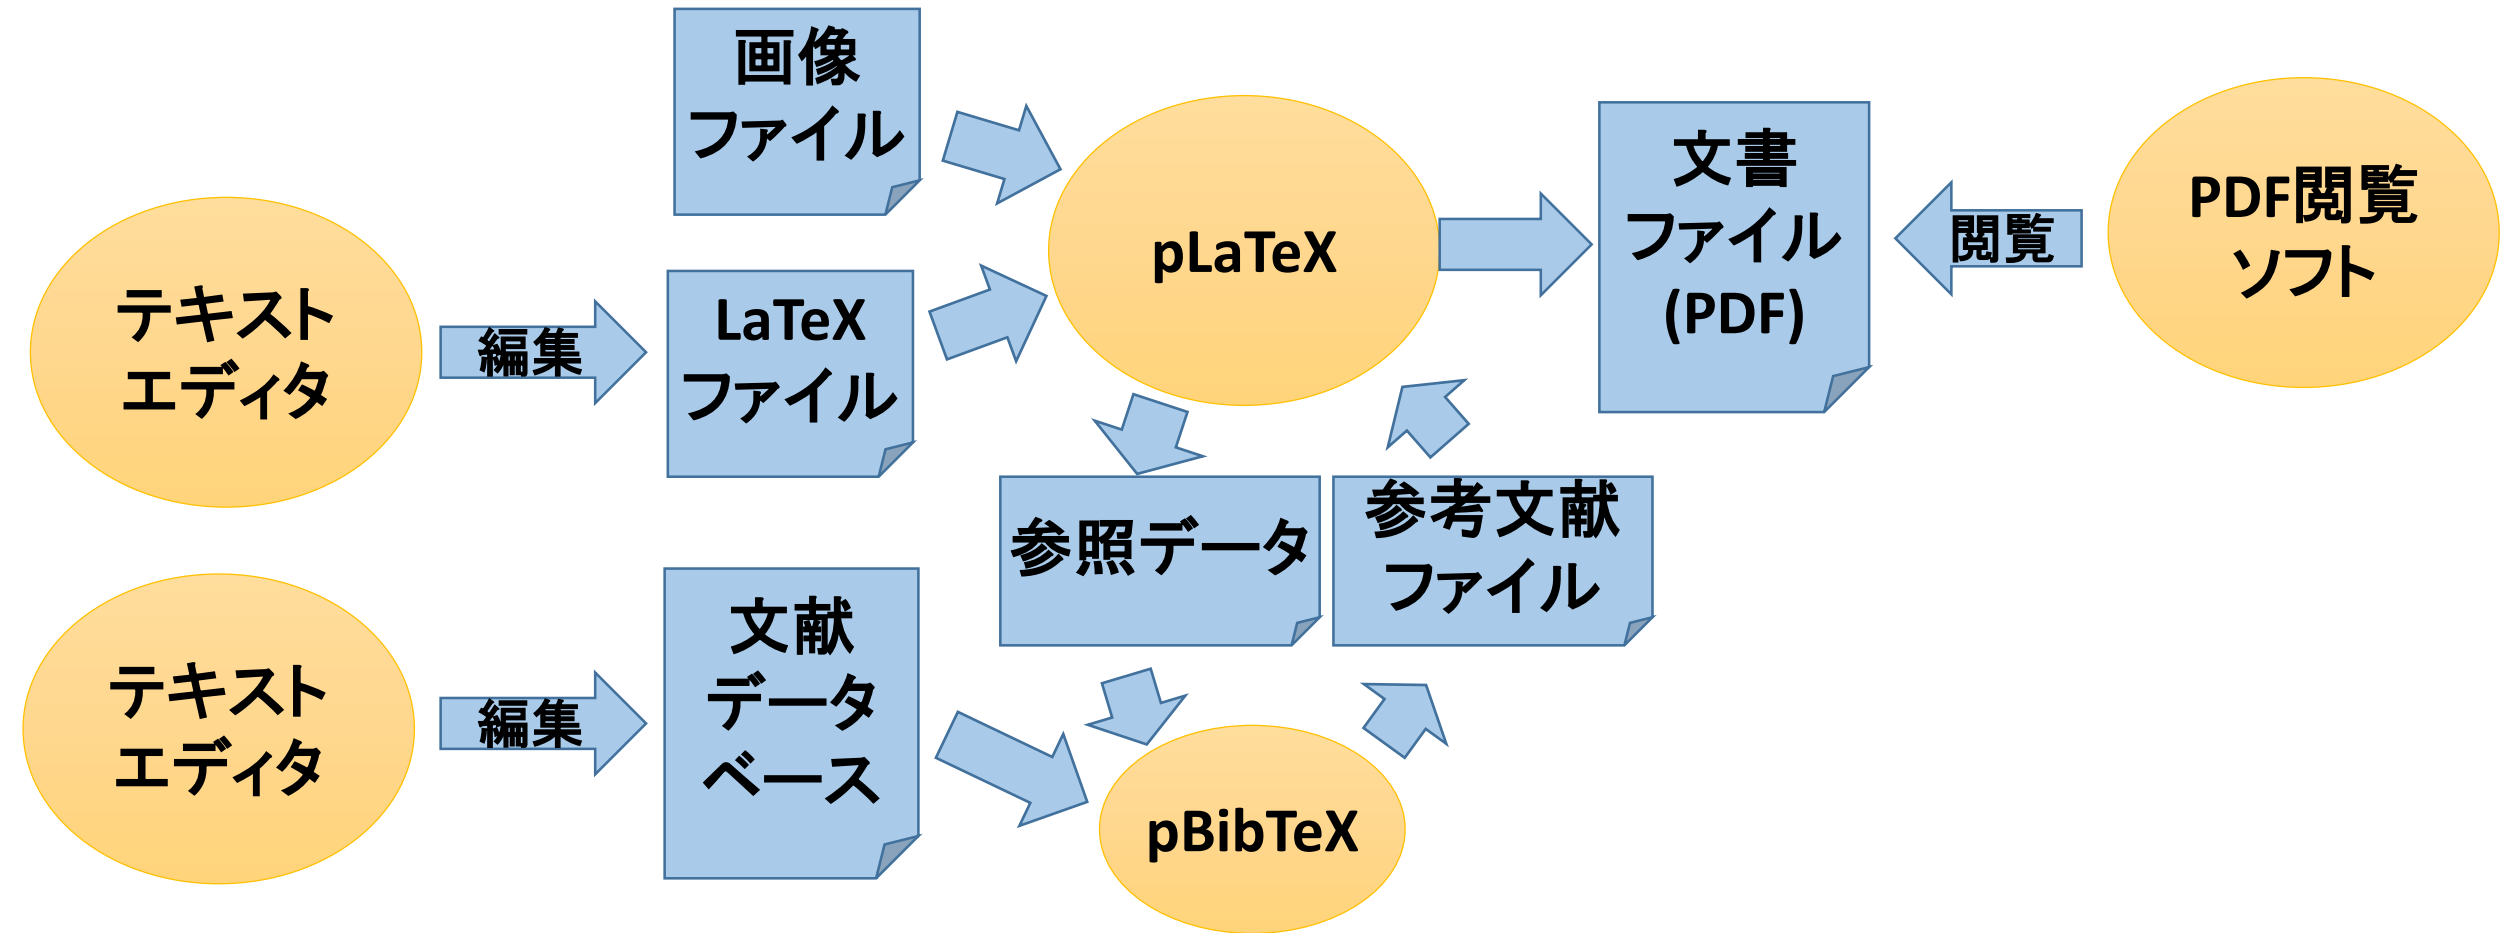 画像
ファイル
テキスト
エディタ
編集
LaTeX
ファイル
pLaTeX
文書
ファイル
(PDF)
閲覧
PDF閲覧
ソフト
テキスト
エディタ
編集
文献
データ
ベース
参照データ
参考文献
ファイル
pBibTeX